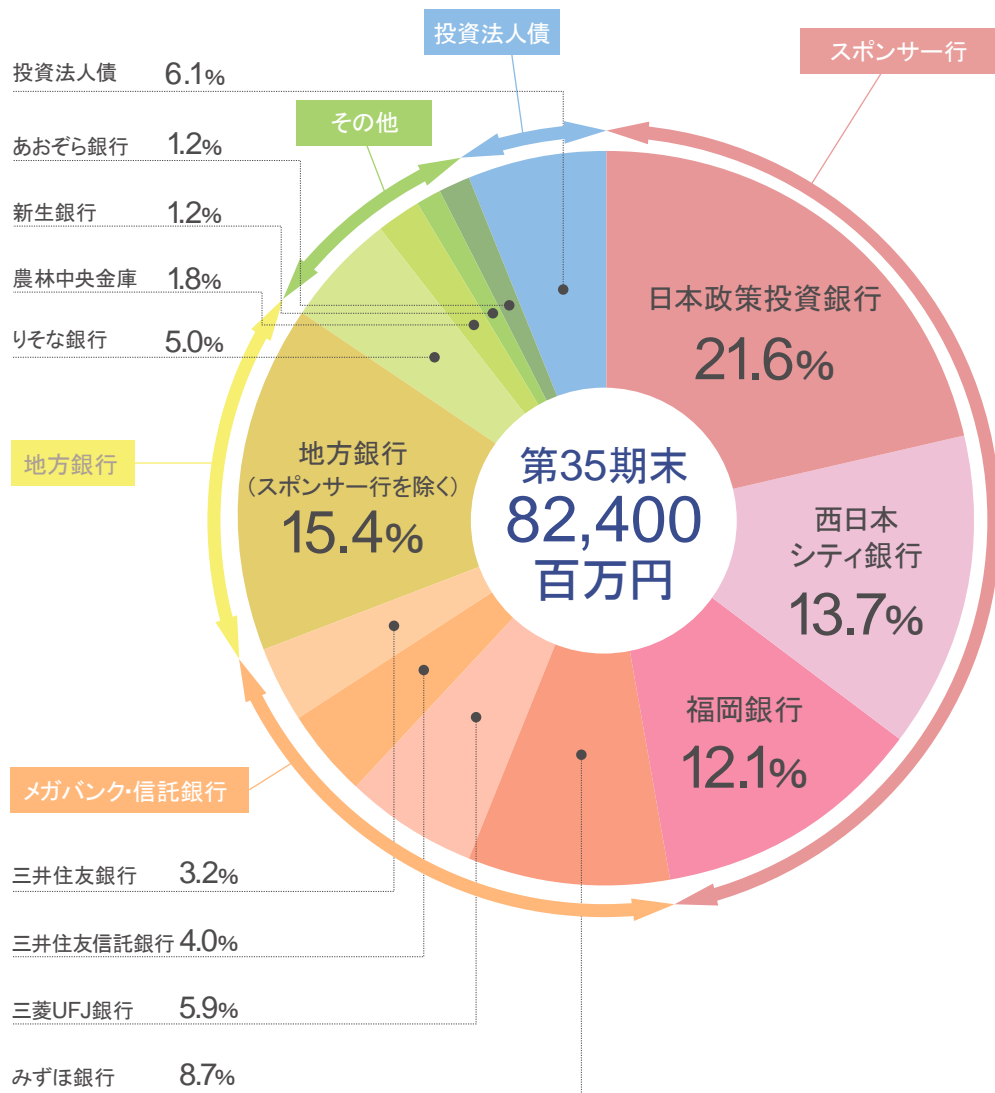 投資法人債
スポンサー行
投資法人債 6.1%
その他
あおぞら銀行 1.2%
新生銀行 1.2%
農林中央金庫 1.8%
りそな銀行 5.0%
日本政策投資銀行
21.6%
地方銀行
地方銀行
（スポンサー行を除く）
15.4%
第35期末
82,400
百万円
西日本
シティ銀行
13.7%
福岡銀行
12.1%
メガバンク・信託銀行
三井住友銀行 3.2%
三井住友信託銀行 4.0%
三菱UFJ銀行 5.9%
みずほ銀行 8.7%